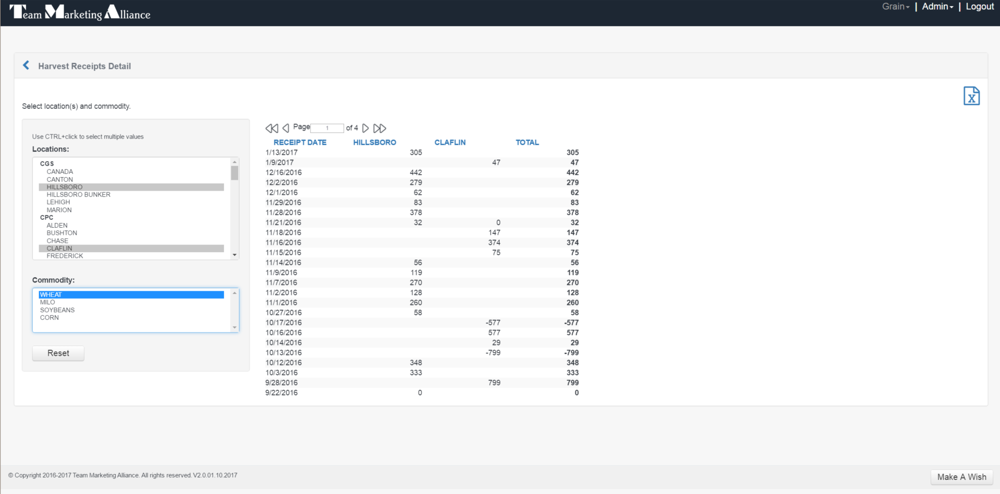 Team Marketing Alliance
Grain | Admin | Logout
Harvest Receipts Detail
X
Select location(s) and commodity.
Use CTRL+click to select multiple values
Locations:
CGS
CANADA
CANTON
HILLSBORO
HILLSBORO BUNKER
LEHIGH
MARION
CPC
ALDEN
BUSHTON
CHASE
CLAFLIN
FREDERICK
Commodity:
WHEAT
MILO
SOYBEANS
CORN
Reset
Page 1 of 4
RECEIPT DATE HILLSBORO CLAFLIN TOTAL
1/13/2017 305 305
1/9/2017 47 47
12/16/2016 442 442
12/2/2016 279 279
12/1/2016 62 62
11/29/2016 83 83
11/28/2016 378 378
11/21/2016 32 0 32
11/18/2016 147 147
11/16/2016 374 374
11/15/2016 75 75
11/14/2016 56 56
11/9/2016 119 119
11/7/2016 270 270
11/2/2016 128 128
11/1/2016 260 260
10/27/2016 58 58
10/17/2016 -577 -577
10/16/2016 577 577
10/14/2016 29 29
10/13/2016 -799 -799
10/12/2016 348 348
10/3/2016 333 333
9/28/2016 799 799
9/22/2016 0 0
© Copyright 2016-2017 Team Marketing Alliance. All rights reserved. V2.0.01.10.2017
Make A Wish